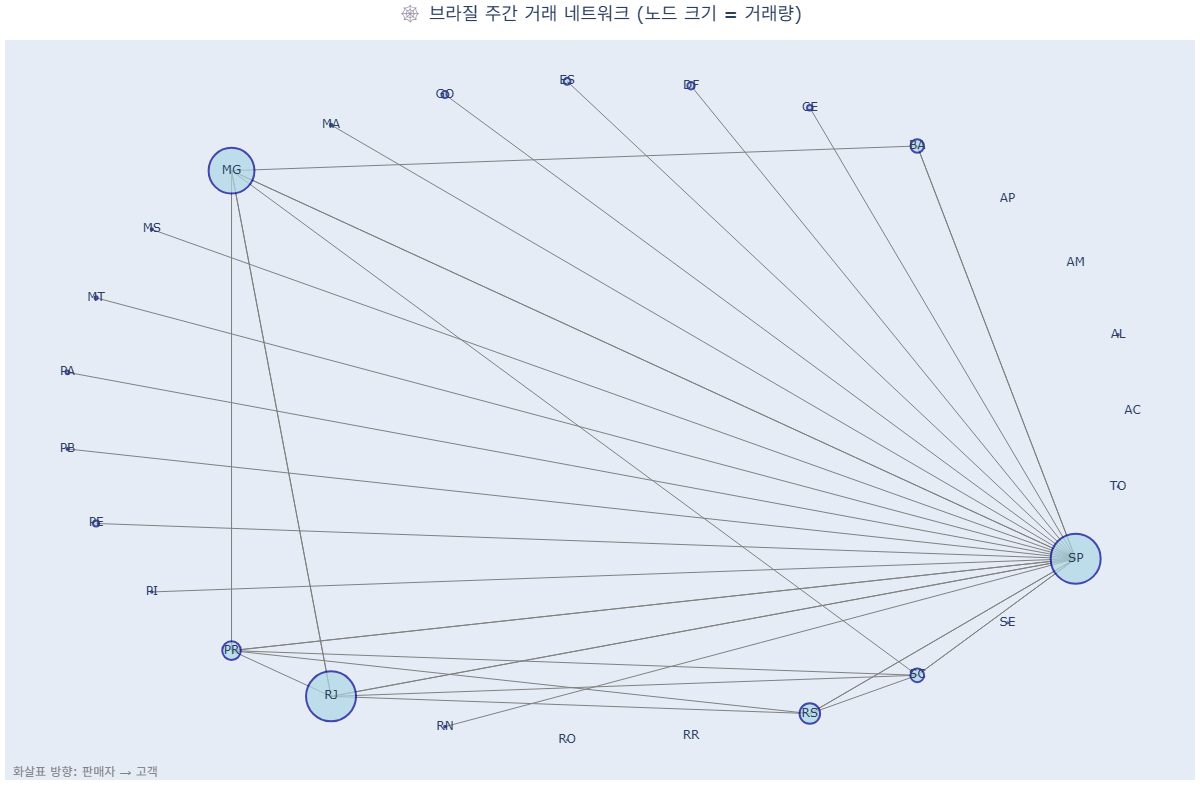 🕸 브라질 주간 거래 네트워크 (노드 크기 = 거래량)
ES
DF
GO
CE
MA
BA
MG
AP
MS
AM
MT
AL
PA
AC
PB
TO
PE
SP
PI
SE
PR
SC
RJ
RS
RN
RR
RO
화살표 방향: 판매자 → 고객